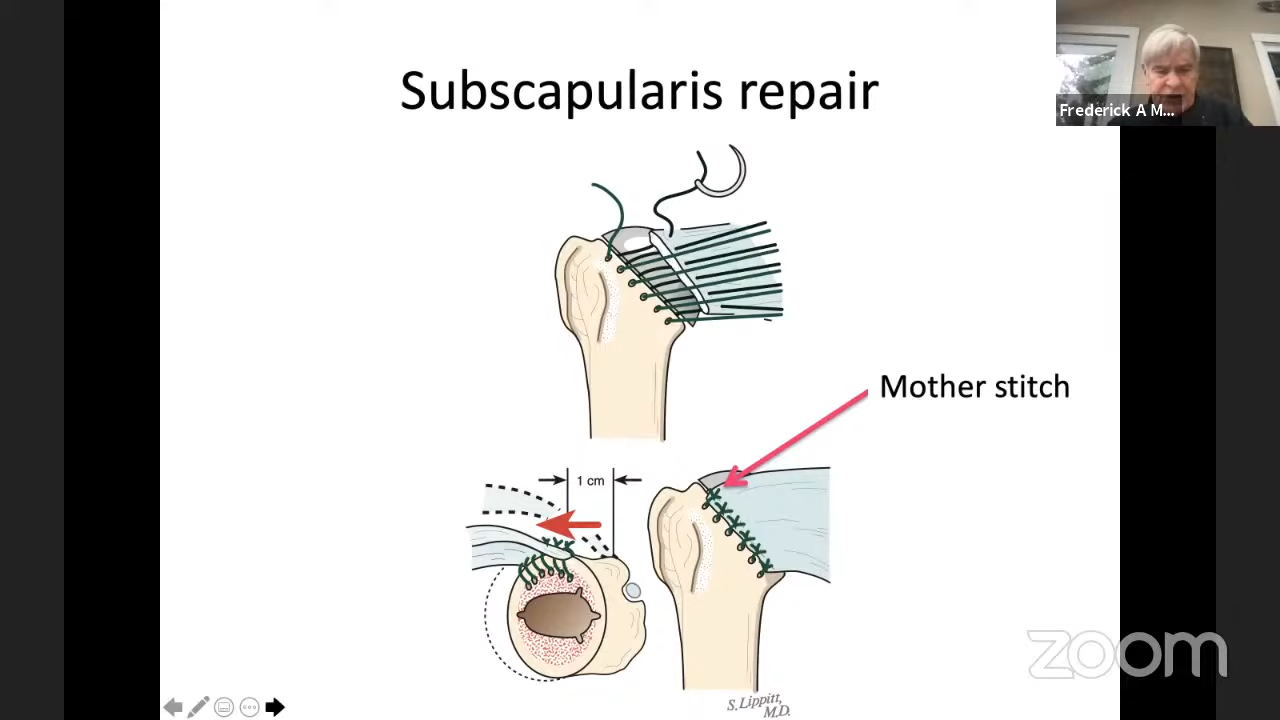 Subscapularis repair
Frederick A M...
Mother stitch
1 cm
S. Lippitt,
M.D.
zoom